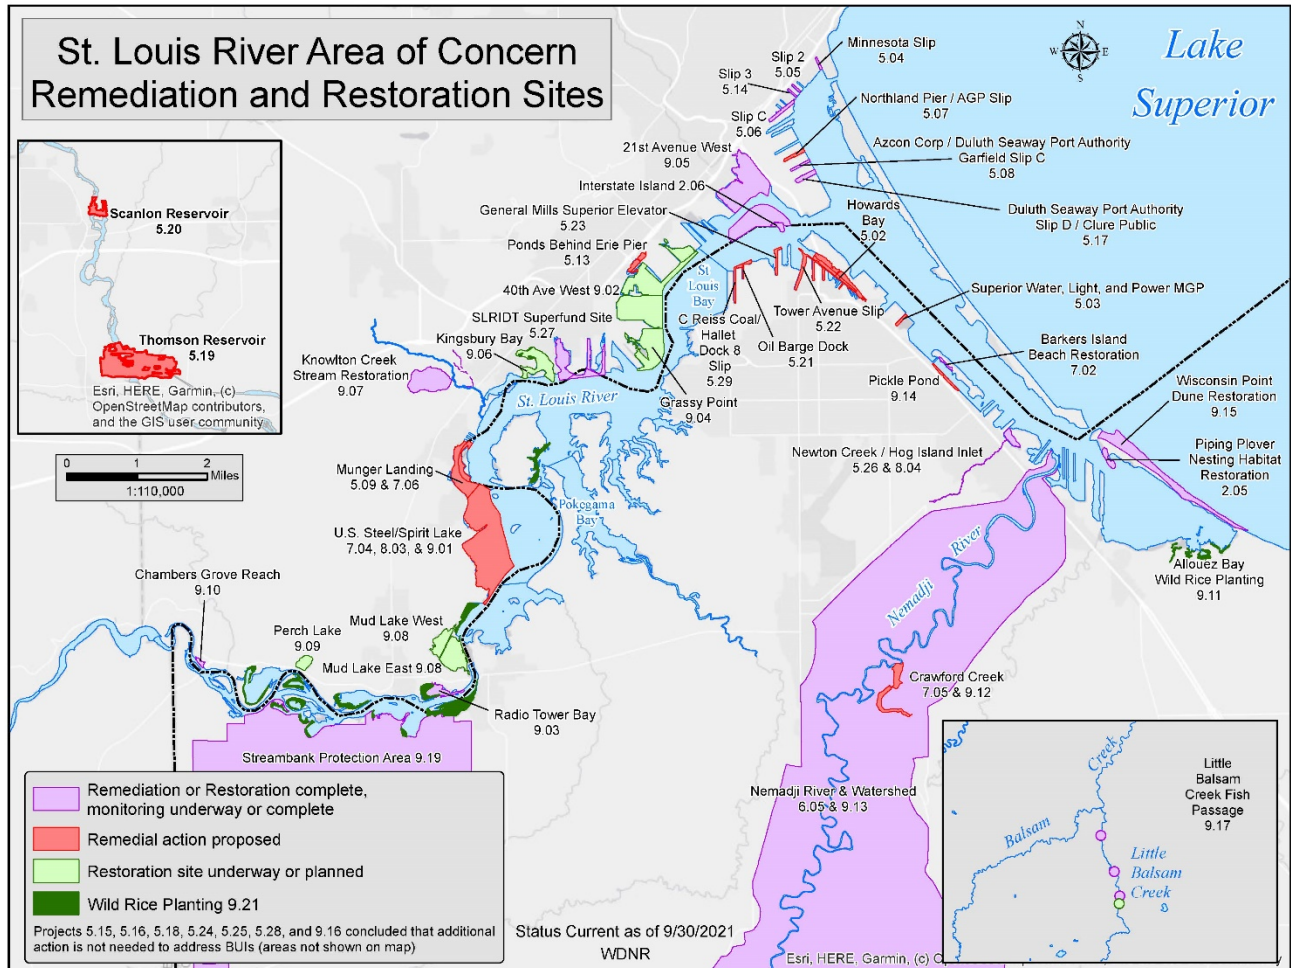 St. Louis River Area of Concern
Remediation and Restoration Sites
N
W
E
S
Lake
Superior
Minnesota Slip
5.04
Slip 2
5.05
Slip 3
5.14
Slip C
5.06
Northland Pier / AGP Slip
5.07
Azcon Corp / Duluth Seaway Port Authority
Garfield Slip C
5.08
21st Avenue West
9.05
Interstate Island 2.06
General Mills Superior Elevator
5.23
Howards
Bay
5.02
Duluth Seaway Port Authority
Slip D / Clure Public
5.17
Ponds Behind Erie Pier
5.13
40th Ave West 9.02
St
Louis
Bay
SLRIDT Superfund Site
5.27
Kingsbury Bay
9.06
Knowlton Creek
Stream Restoration
9.07
C Reiss Coal/
Hallet
Dock 8
Slip
5.29
Tower Avenue Slip
5.22
Oil Barge Dock
5.21
Superior Water, Light, and Power MGP
5.03
Barkers Island
Beach Restoration
7.02
Pickle Pond
9.14
Wisconsin Point
Dune Restoration
9.15
St. Louis River
Grassy Point
9.04
Newton Creek / Hog Island Inlet
5.26 & 8.04
Piping Plover
Nesting Habitat
Restoration
2.05
Scanlon Reservoir
5.20
Thomson Reservoir
5.19
Esri, HERE, Garmin, (c)
OpenStreetMap contributors,
and the GIS user community
0 1 2
Miles
1:110,000
Munger Landing
5.09 & 7.06
Pokegama
Bay
U.S. Steel/Spirit Lake
7.04, 8.03, & 9.01
Chambers Grove Reach
9.10
Perch Lake
9.09
Mud Lake West
9.08
Mud Lake East 9.08
Radio Tower Bay
9.03
Streambank Protection Area 9.19
Nemadji
River
Allouez Bay
Wild Rice Planting
9.11
Crawford Creek
7.05 & 9.12
Nemadji River & Watershed
6.05 & 9.13
Remediation or Restoration complete,
monitoring underway or complete
Remedial action proposed
Restoration site underway or planned
Wild Rice Planting 9.21
Projects 5.15, 5.16, 5.18, 5.24, 5.25, 5.28, and 9.16 concluded that additional
action is not needed to address BUIs (areas not shown on map)
Status Current as of 9/30/2021
WDNR
Creek
Balsam
Little
Balsam
Creek
Little
Balsam
Creek Fish
Passage
9.17
Esri, HERE, Garmin, (c)